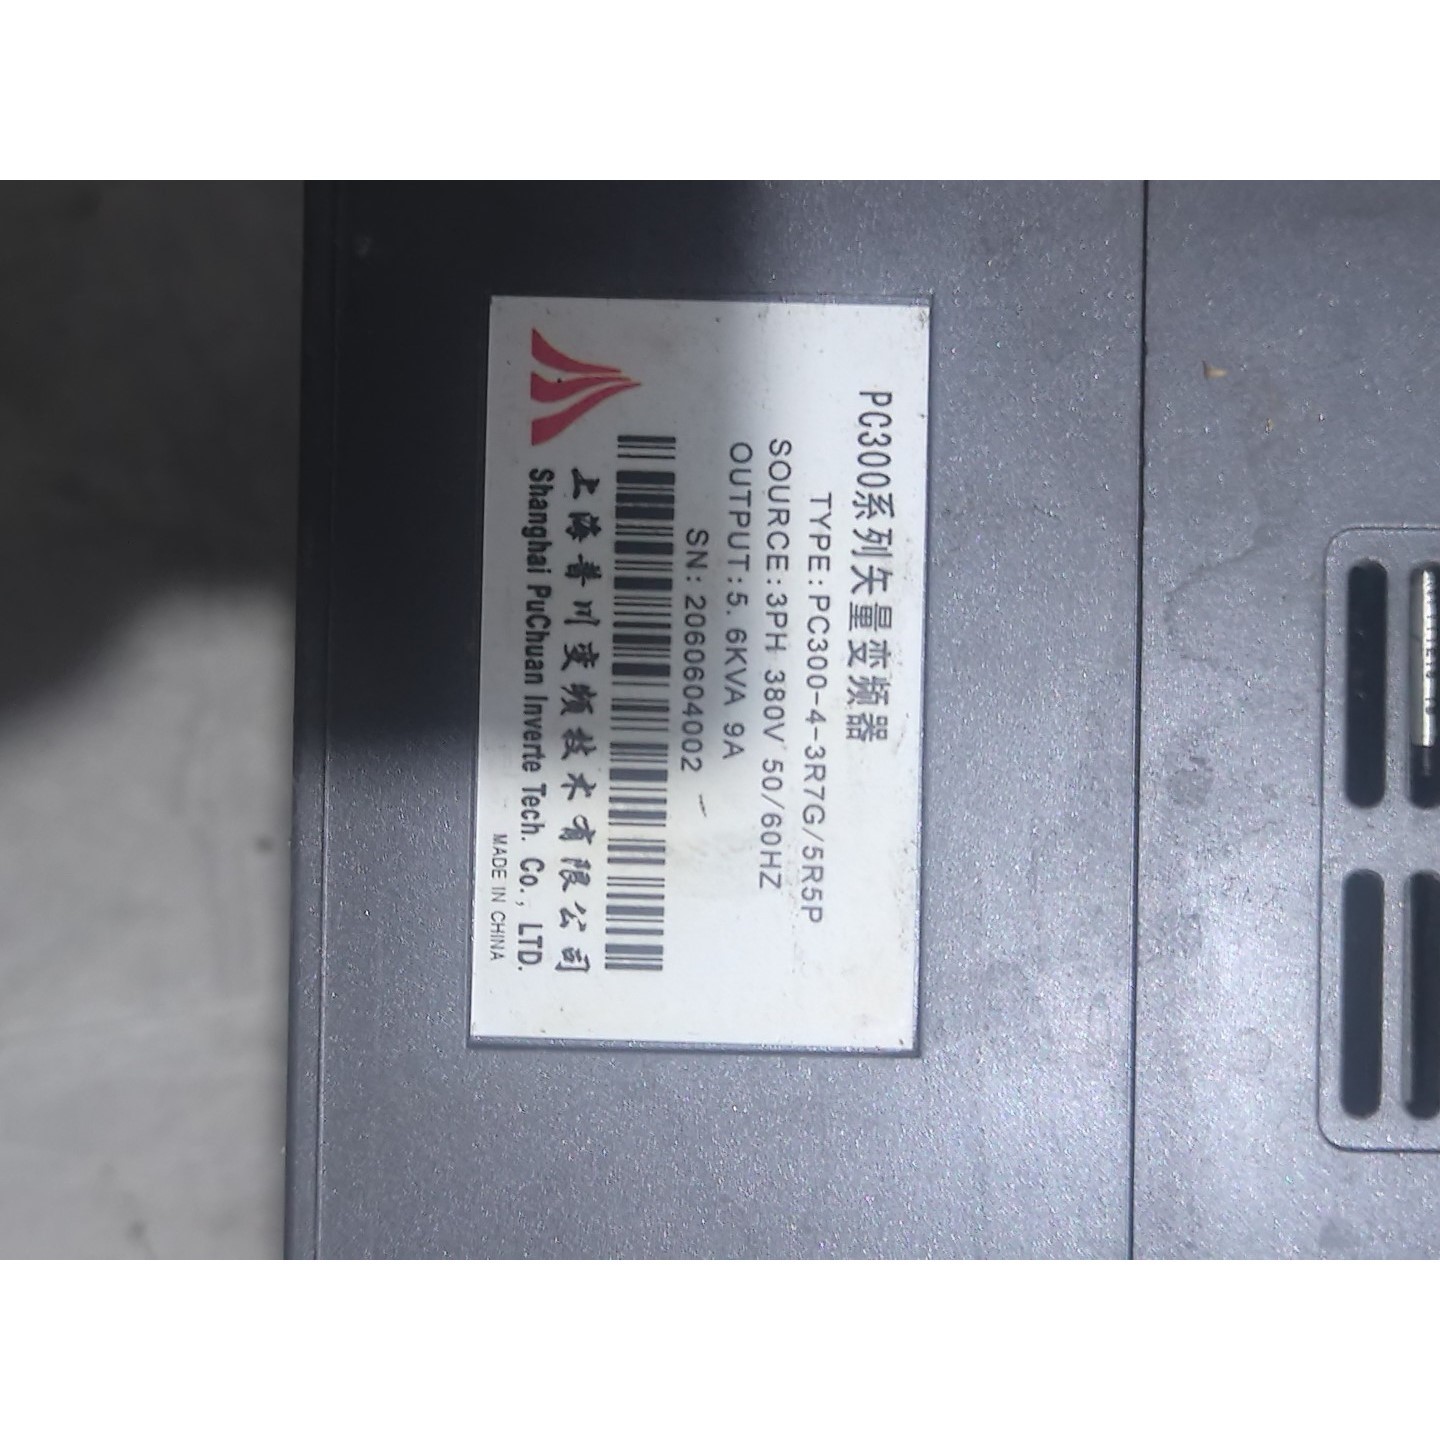 PC300系列矢量变频器
TYPE:PC300-4-3R7G/5R5P
SOURCE:3PH 380V 50/60HZ
OUTPUT:5.6KVA 9A
SN:2060604002
上海普川变频技术有限公司
Shanghai PuChuan Inverte Tech. Co., LTD.
MADE IN CHINA